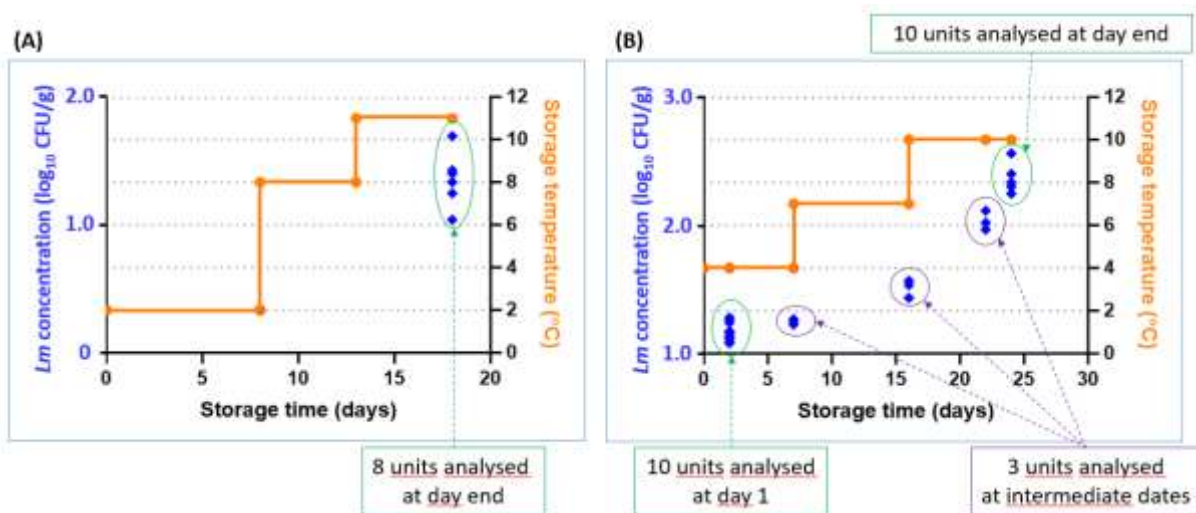 10 units analysed at day end
(A)
(B)
2.0
1.0
0
Lm concentration (log₁₀ CFU/g)
12
10
8
6
4
2
0
Storage temperature (°C)
0 5 10 15 20
Storage time (days)
3.0
2.0
1.0
Lm concentration (log₁₀ CFU/g)
12
10
8
6
4
2
0
Storage temperature (°C)
0 5 10 15 20 25 30
Storage time (days)
8 units analysed
at day end
10 units analysed
at day 1
3 units analysed
at intermediate dates